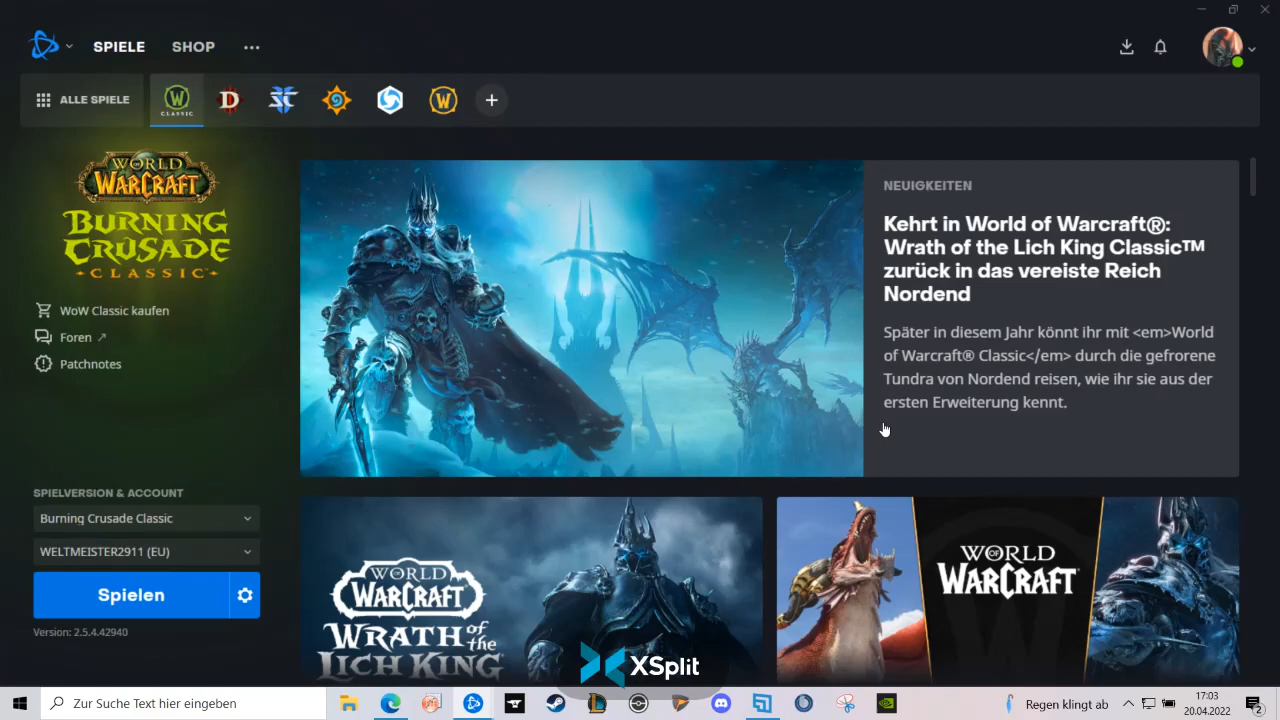 SPIELE
SHOP
ALLE SPIELE
CLASSIC
WORLD
OF
WARCRAFT
BURNING
CRUSADE
CLASSIC
WoW Classic kaufen
Foren ↗
Patchnotes
NEUIGKEITEN
Kehrt in World of Warcraft®:
Wrath of the Lich King Classic™
zurück in das vereiste Reich
Nordend
Später in diesem Jahr könnt ihr mit <em>World
of Warcraft® Classic</em> durch die gefrorene
Tundra von Nordend reisen, wie ihr sie aus der
ersten Erweiterung kennt.
SPIELVERSION & ACCOUNT
Burning Crusade Classic
WELTMEISTER2911 (EU)
Spielen
Version: 2.5.4.42940
WORLD
OF
WARCRAFT
WRATH of the
LICH KING
WORLD
OF
WARCRAFT
XSplit
Zur Suche Text hier eingeben
Regen klingt ab
17:03
20.04.2022
2